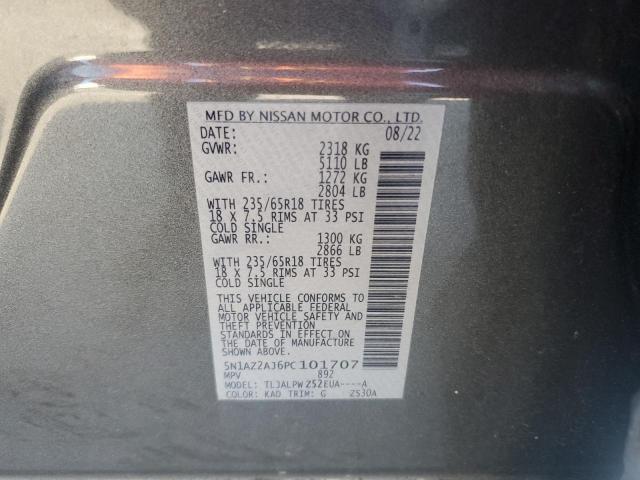 MFD BY NISSAN MOTOR CO., LTD.
DATE: 08/22
GVWR: 2318 KG
5110 LB
GAWR FR.: 1272 KG
2804 LB
WITH 235/65R18 TIRES
18 X 7.5 RIMS AT 33 PSI
COLD SINGLE
GAWR RR.: 1300 KG
2866 LB
WITH 235/65R18 TIRES
18 X 7.5 RIMS AT 33 PSI
COLD SINGLE
THIS VEHICLE CONFORMS TO
ALL APPLICABLE FEDERAL
MOTOR VEHICLE SAFETY AND
THEFT PREVENTION
STANDARDS IN EFFECT ON
THE DATE OF MANUFACTURE
SHOWN ABOVE.
5N1AZ2AJ6PC101707
MPV 892
MODEL: TLJALPW Z52EUA----A
COLOR: KAD TRIM: G Z530A